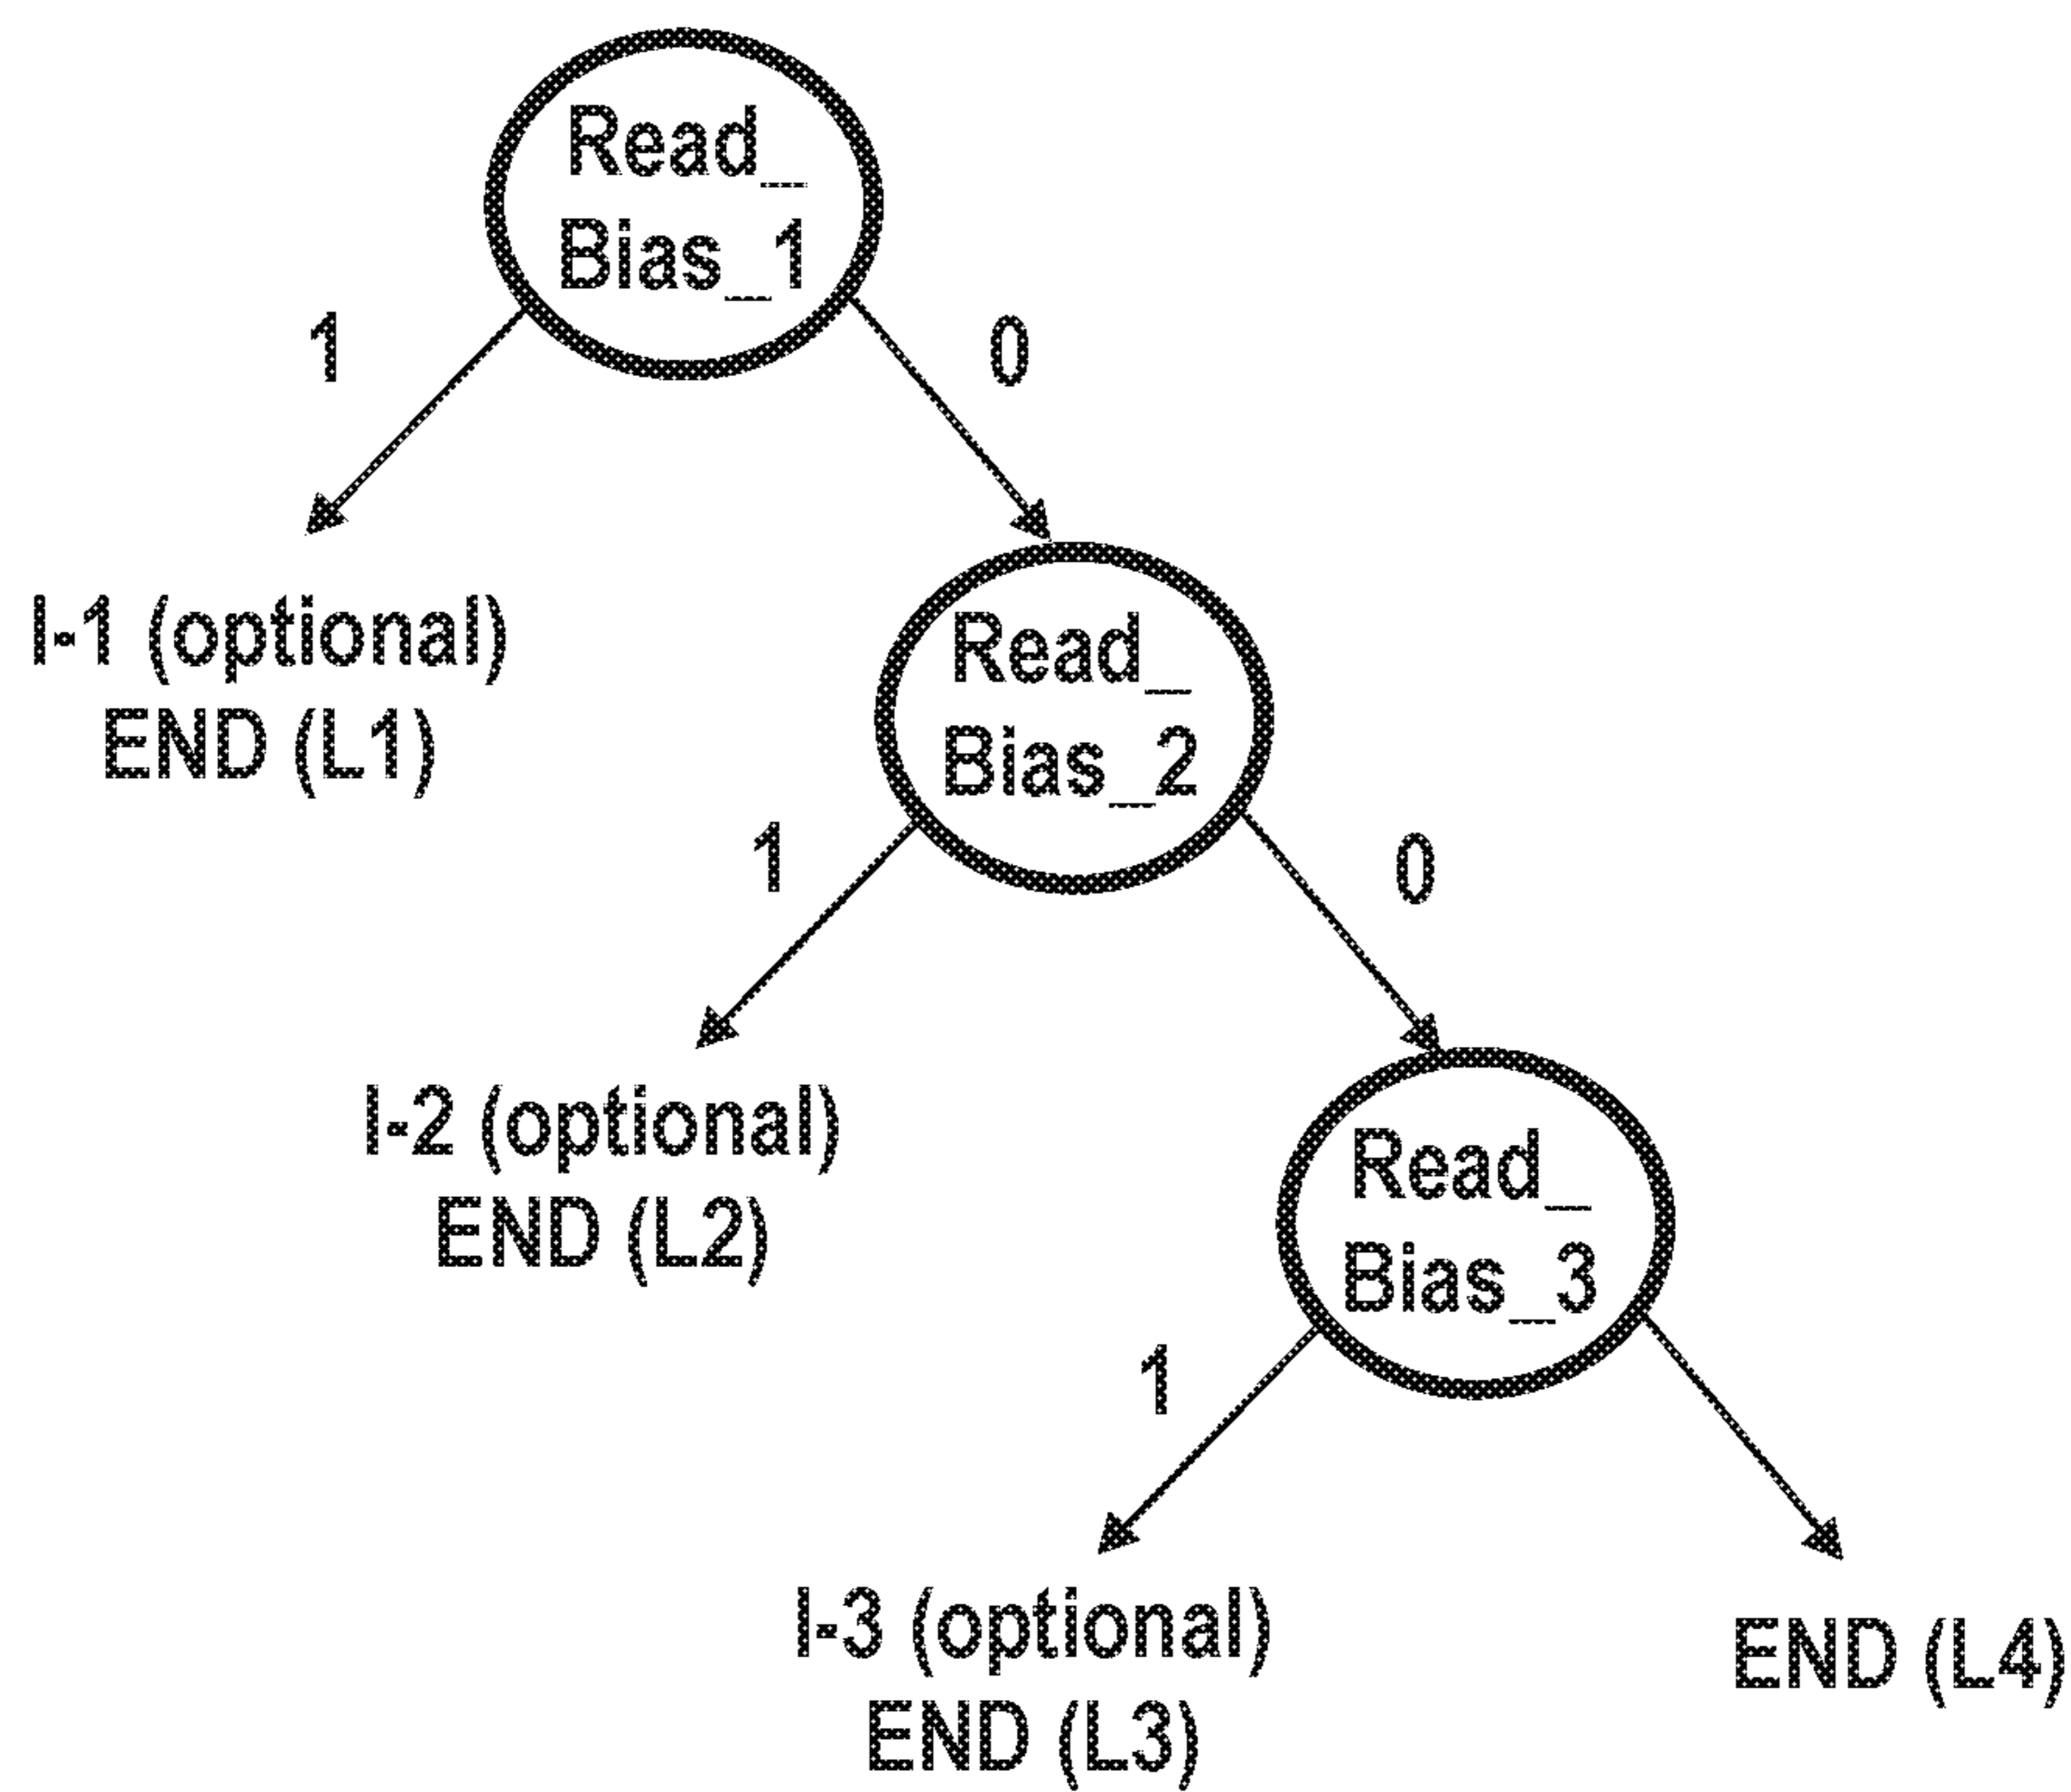 Read_
Bias_1
1
0
I-1 (optional)
END (L1)
Read_
Bias_2
1
0
I-2 (optional)
END (L2)
Read_
Bias_3
1
I-3 (optional)
END (L3)
END (L4)